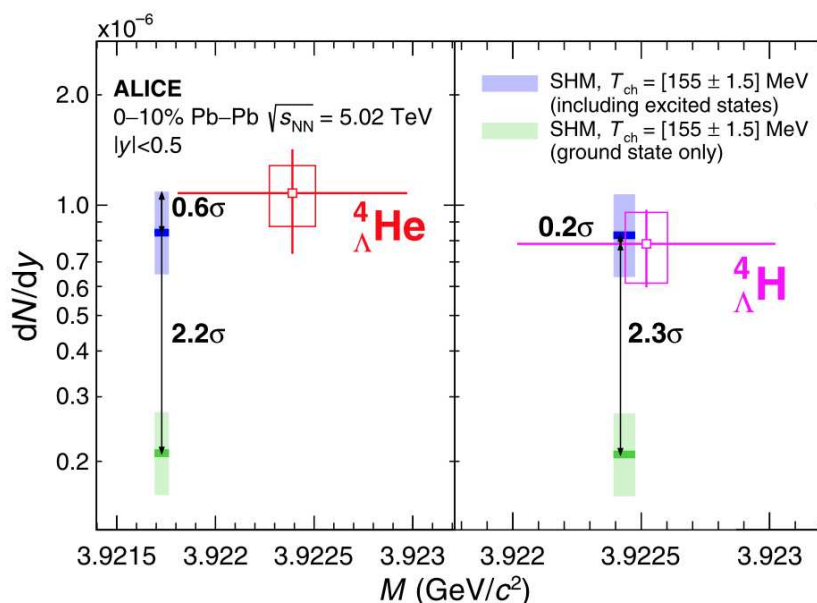 ×10⁻⁶
ALICE
0–10% Pb–Pb √sNN = 5.02 TeV
|y|<0.5
SHM, Tch = [155 ± 1.5] MeV
(including excited states)
SHM, Tch = [155 ± 1.5] MeV
(ground state only)
2.0
1.0
0.7
0.6
0.5
0.4
0.3
0.2
dN/dy
0.6σ
2.2σ
⁴ΛHe
0.2σ
2.3σ
⁴ΛH
3.9215
3.922
3.9225
3.923
3.922
3.9225
3.923
M (GeV/c²)